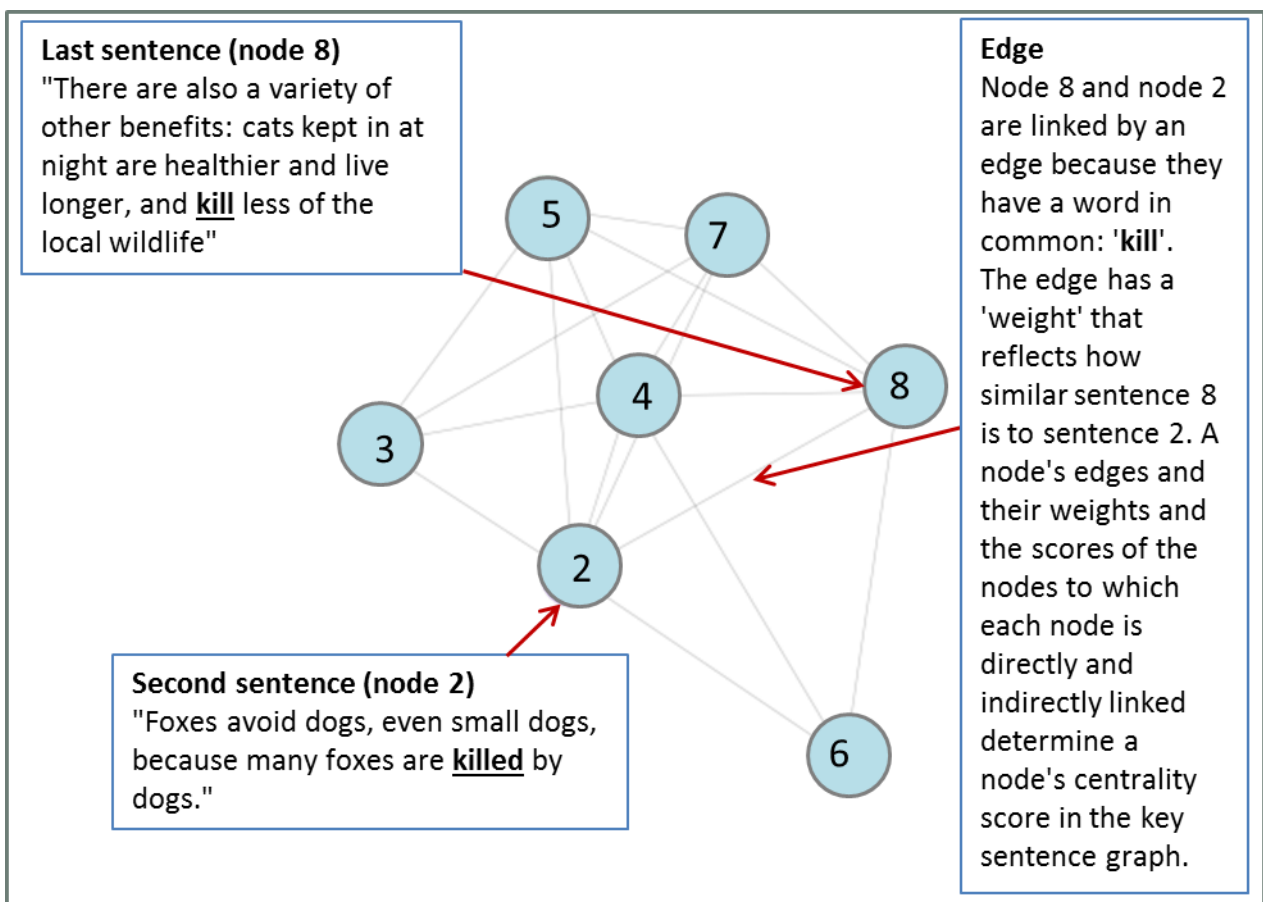 Last sentence (node 8)
"There are also a variety of
other benefits: cats kept in at
night are healthier and live
longer, and kill less of the
local wildlife"
Edge
Node 8 and node 2
are linked by an
edge because they
have a word in
common: 'kill'.
The edge has a
'weight' that
reflects how
similar sentence 8
is to sentence 2. A
node's edges and
their weights and
the scores of the
nodes to which
each node is
directly and
indirectly linked
determine a
node's centrality
score in the key
sentence graph.
5
7
4
8
3
2
6
Second sentence (node 2)
"Foxes avoid dogs, even small dogs,
because many foxes are killed by
dogs."